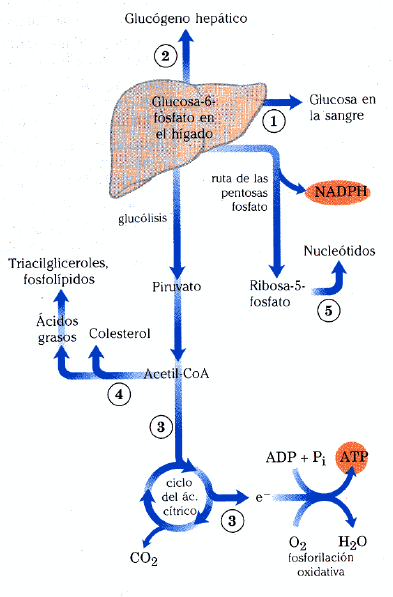 Glucógeno hepático
2
Glucosa-6-
fosfato en
el hígado
1
Glucosa en
la sangre
glucólisis
ruta de las
pentosas
fosfato
NADPH
Nucleótidos
Triacilgliceroles,
fosfolípidos
Piruvato
Ribosa-5-
fosfato
5
Ácidos
grasos
Colesterol
4
Acetil-CoA
3
ciclo
del ác.
cítrico
3
e⁻
ADP + Pi
ATP
CO2
O2
H2O
fosforilación
oxidativa